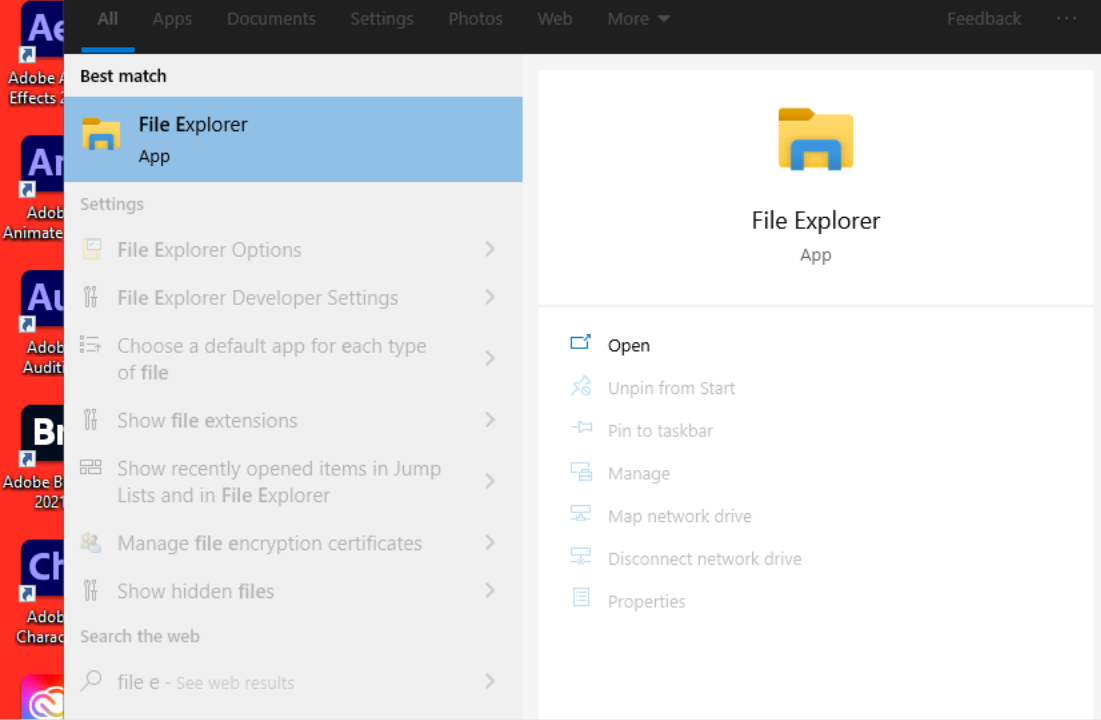 All Apps Documents Settings Photos Web More Feedback ...
Ae
Adobe A
Effects 2
An
Adob
Animate
Au
Adob
Auditi
Br
Adobe B
2021
Ch
Adob
Charac
Best match
File Explorer
App
Settings
File Explorer Options
File Explorer Developer Settings
Choose a default app for each type
of file
Show file extensions
Show recently opened items in Jump
Lists and in File Explorer
Manage file encryption certificates
Show hidden files
Search the web
file e - See web results
File Explorer
App
Open
Unpin from Start
Pin to taskbar
Manage
Map network drive
Disconnect network drive
Properties